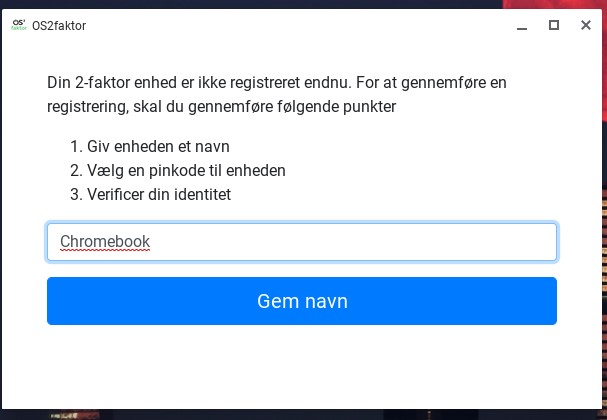 OS2faktor
Din 2-faktor enhed er ikke registreret endnu. For at gennemføre en
registrering, skal du gennemføre følgende punkter
1. Giv enheden et navn
2. Vælg en pinkode til enheden
3. Verificer din identitet
Chromebook
Gem navn